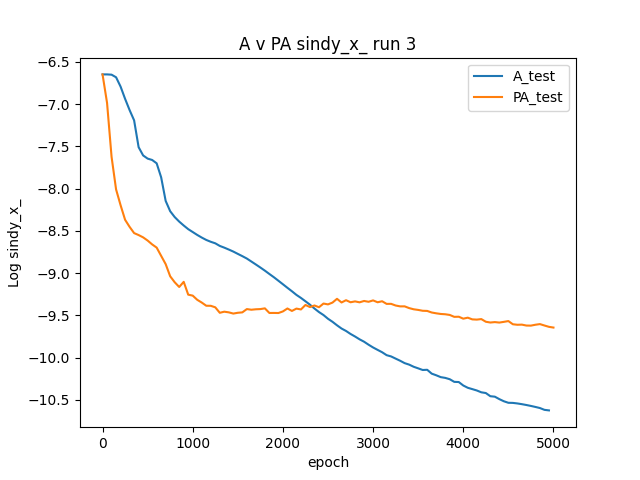 A v PA sindy_x_ run 3
A_test
PA_test
−6.5
−7.0
−7.5
−8.0
−8.5
−9.0
−9.5
−10.0
−10.5
Log sindy_x_
0 1000 2000 3000 4000 5000
epoch